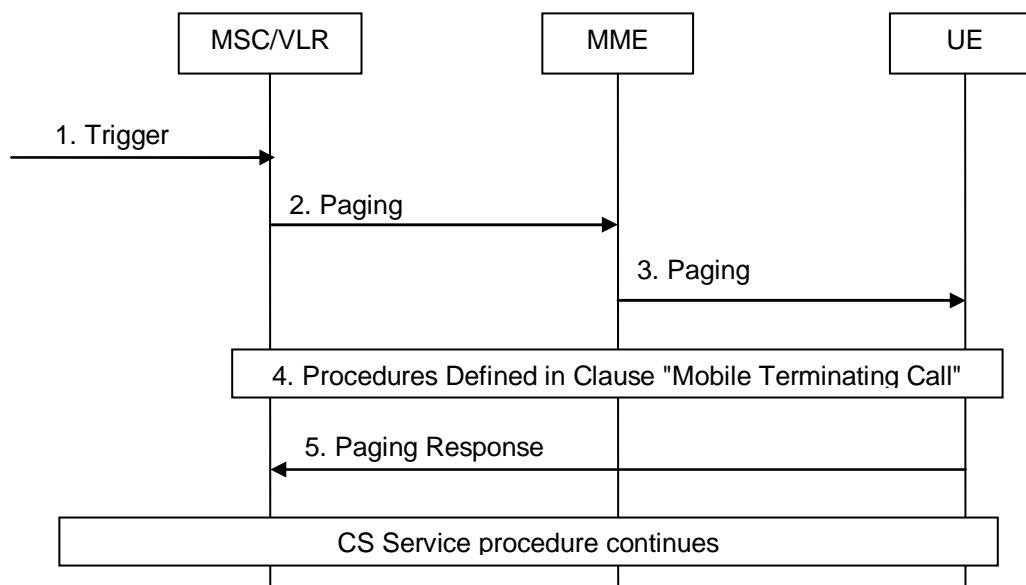 MSC/VLR
MME
UE
1. Trigger
2. Paging
3. Paging
4. Procedures Defined in Clause "Mobile Terminating Call"
5. Paging Response
CS Service procedure continues